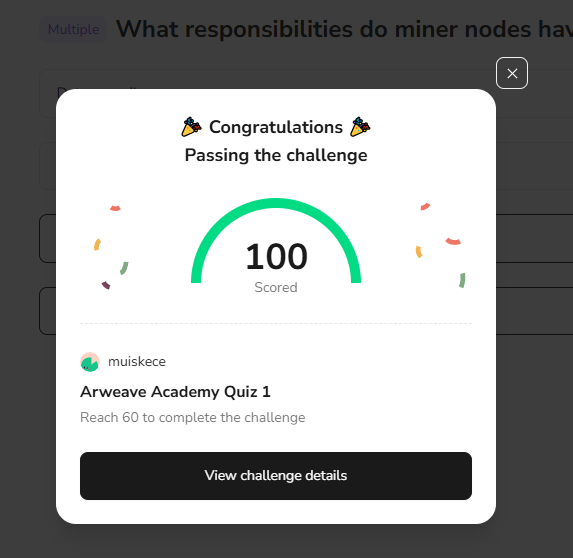 Multiple What responsibilities do miner nodes hav
Congratulations
Passing the challenge
100
Scored
muiskece
Arweave Academy Quiz 1
Reach 60 to complete the challenge
View challenge details